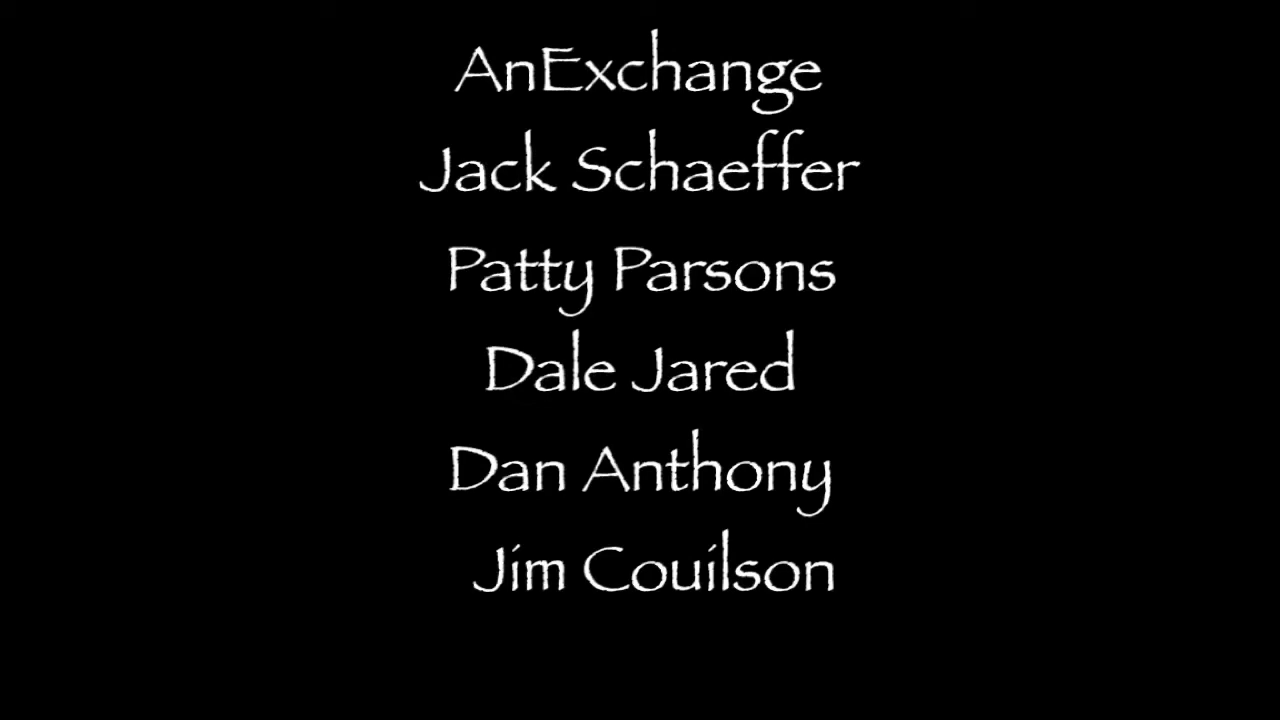 AnExchange
Jack Schaeffer
Patty Parsons
Dale Jared
Dan Anthony
Jim Couilson